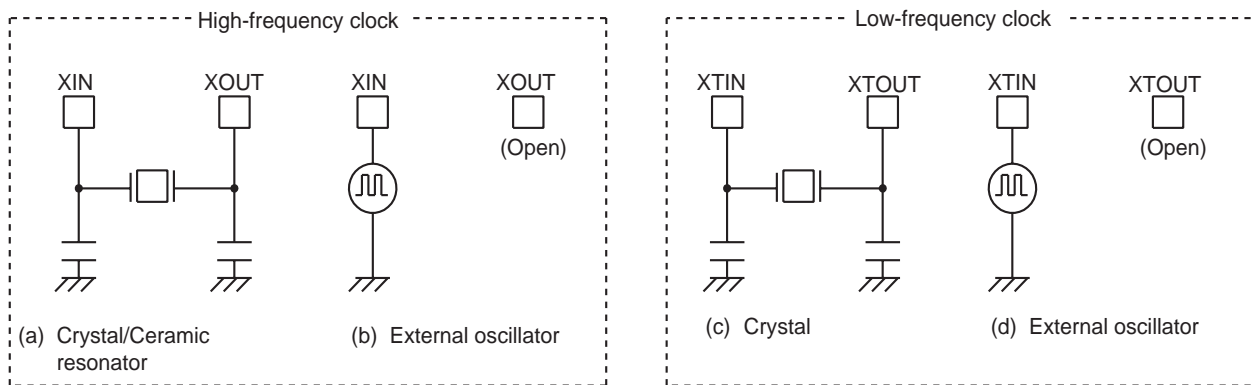 High-frequency clock
XIN XOUT XIN XOUT
(Open)
(a) Crystal/Ceramic
resonator
(b) External oscillator
Low-frequency clock
XTIN XTOUT XTIN XTOUT
(Open)
(c) Crystal
(d) External oscillator